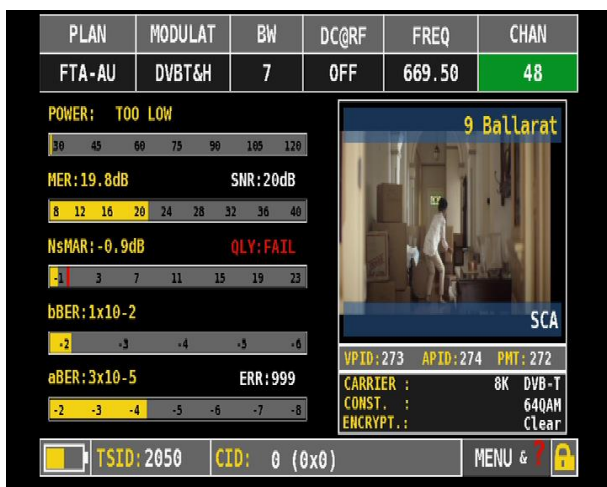 PLAN MODULAT BW DC@RF FREQ CHAN
FTA-AU DVBT&H 7 OFF 669.50 48
POWER: TOO LOW
30 45 60 75 90 105 120
MER:19.8dB SNR:20dB
8 12 16 20 24 28 32 36 40
NsMAR:-0.9dB QLY:FAIL
-1 3 7 11 15 19 23
bBER:1x10-2
-2 -3 -4 -5 -6
aBER:3x10-5 ERR:999
-2 -3 -4 -5 -6 -7 -8
9 Ballarat
SCA
VPID:273 APID:274 PMT:272
CARRIER : 8K DVB-T
CONST. : 64QAM
ENCRYPT.: Clear
TSID:2050 CID: 0 (0x0) MENU & ?